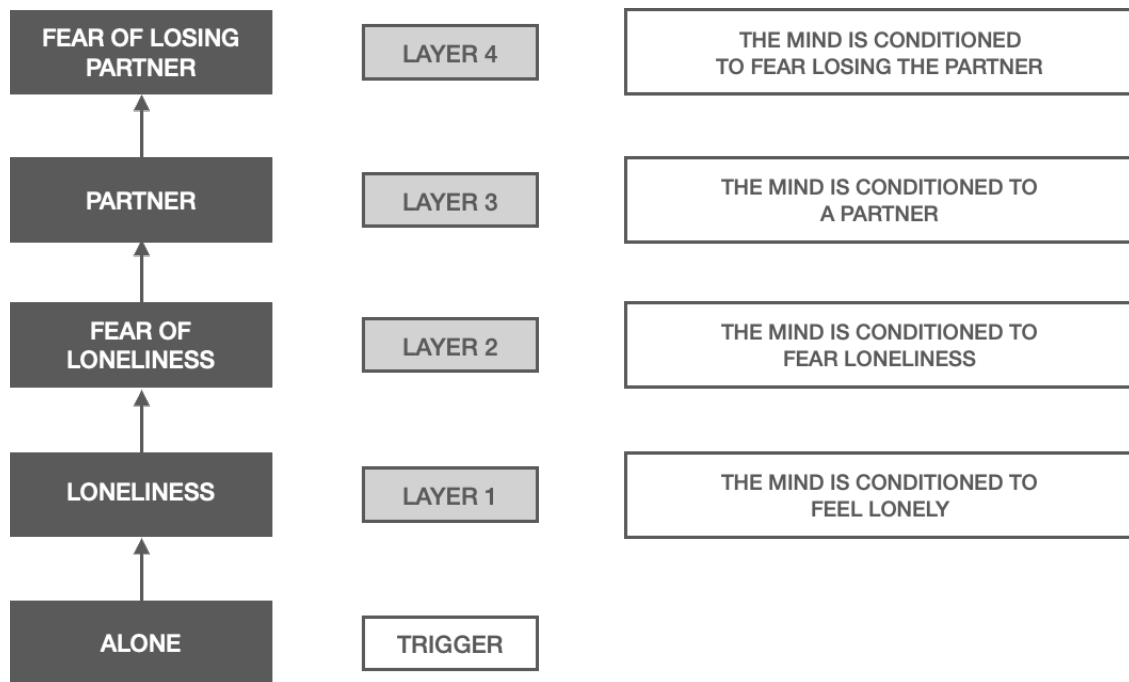 FEAR OF LOSING
PARTNER
LAYER 4
THE MIND IS CONDITIONED
TO FEAR LOSING THE PARTNER
PARTNER
LAYER 3
THE MIND IS CONDITIONED TO
A PARTNER
FEAR OF
LONELINESS
LAYER 2
THE MIND IS CONDITIONED TO
FEAR LONELINESS
LONELINESS
LAYER 1
THE MIND IS CONDITIONED TO
FEEL LONELY
ALONE
TRIGGER